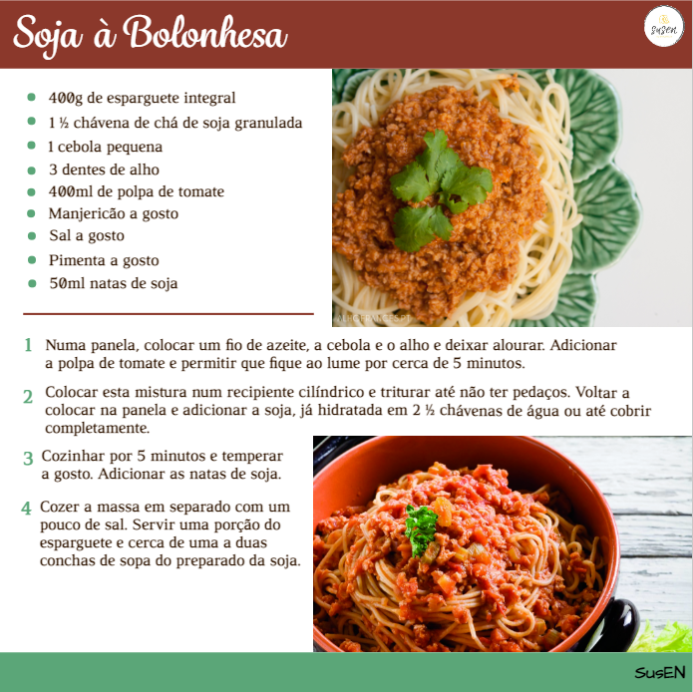 Soja à Bolonhesa
SusEN
400g de esparguete integral
1 ½ chávena de chá de soja granulada
1 cebola pequena
3 dentes de alho
400ml de polpa de tomate
Manjericão a gosto
Sal a gosto
Pimenta a gosto
50ml natas de soja
1 Numa panela, colocar um fio de azeite, a cebola e o alho e deixar alourar. Adicionar
a polpa de tomate e permitir que fique ao lume por cerca de 5 minutos.
2 Colocar esta mistura num recipiente cilíndrico e triturar até não ter pedaços. Voltar a
colocar na panela e adicionar a soja, já hidratada em 2 ½ chávenas de água ou até cobrir
completamente.
3 Cozinhar por 5 minutos e temperar
a gosto. Adicionar as natas de soja.
4 Cozer a massa em separado com um
pouco de sal. Servir uma porção do
esparguete e cerca de uma a duas
conchas de sopa do preparado da soja.
SusEN